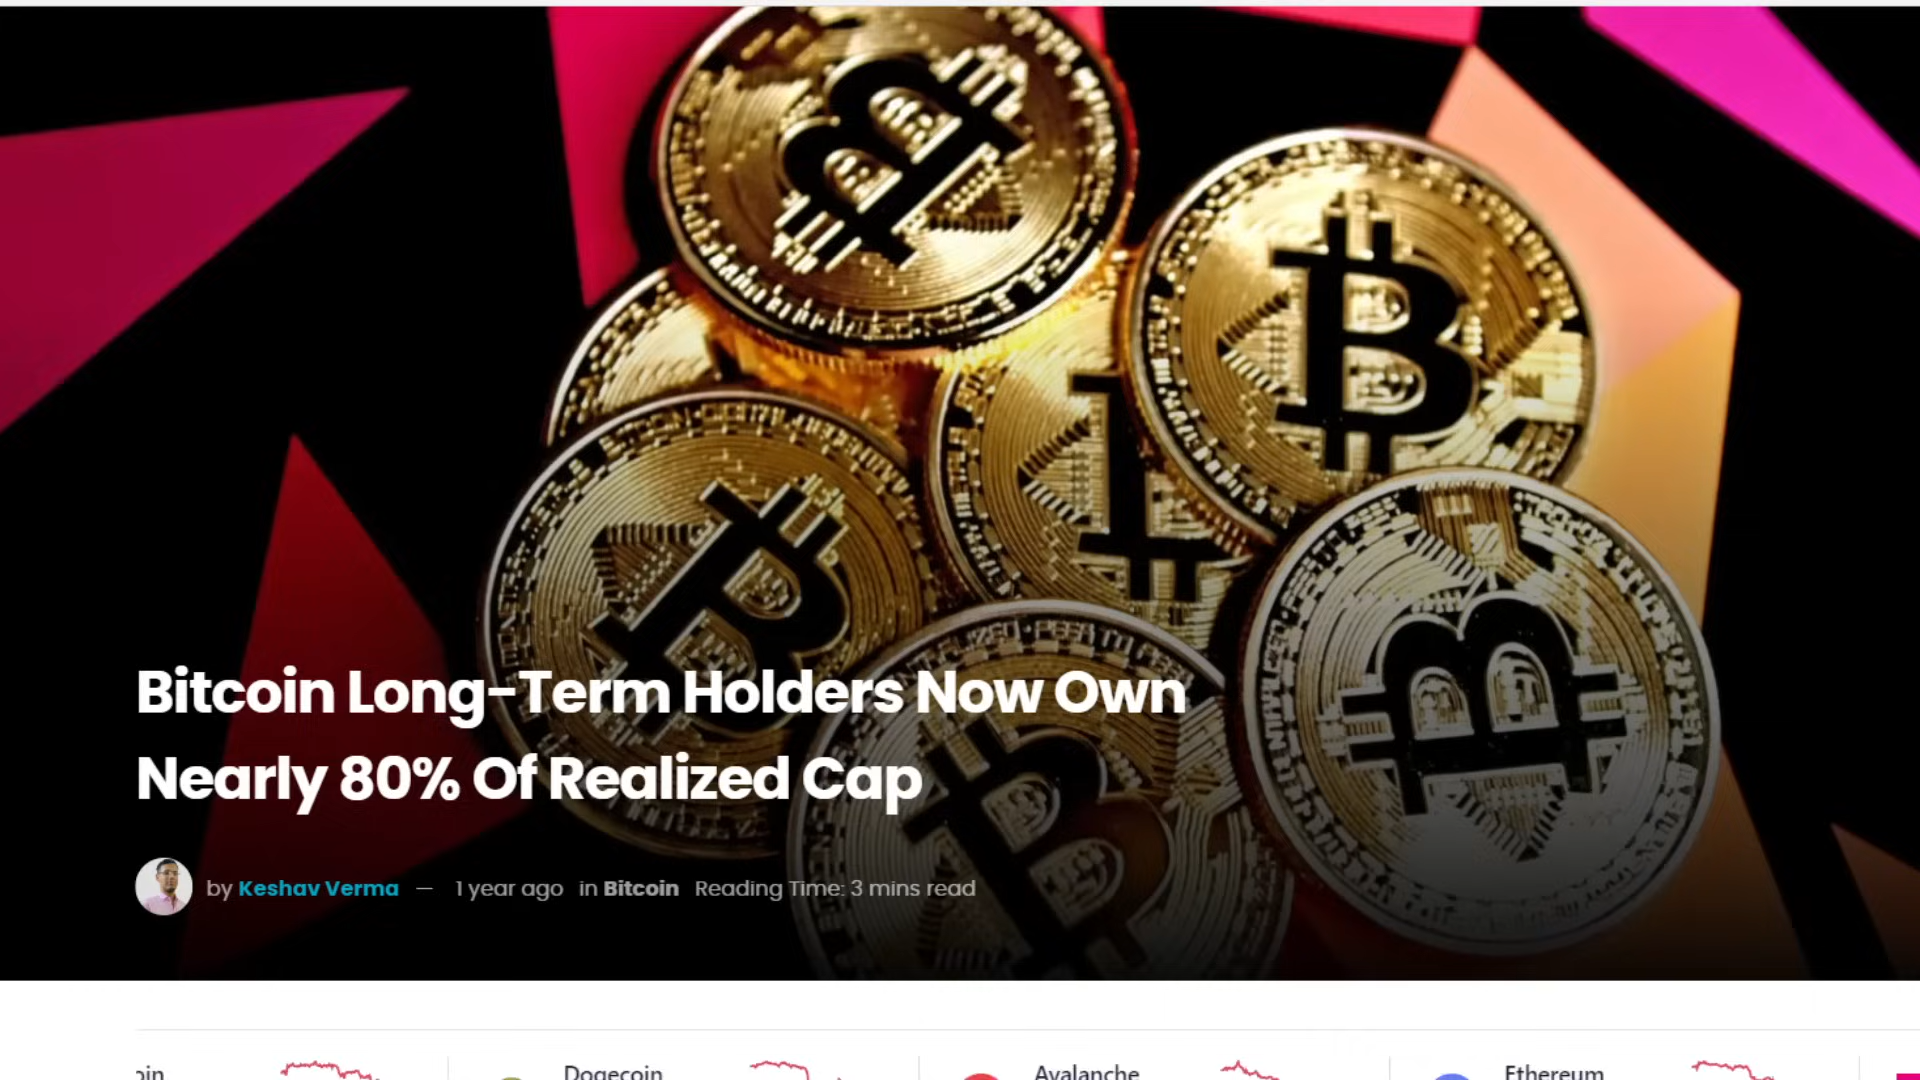 Bitcoin Long-Term Holders Now Own
Nearly 80% Of Realized Cap
by Keshav Verma — 1 year ago in Bitcoin Reading Time: 3 mins read
Dogecoin Avalanche Ethereum